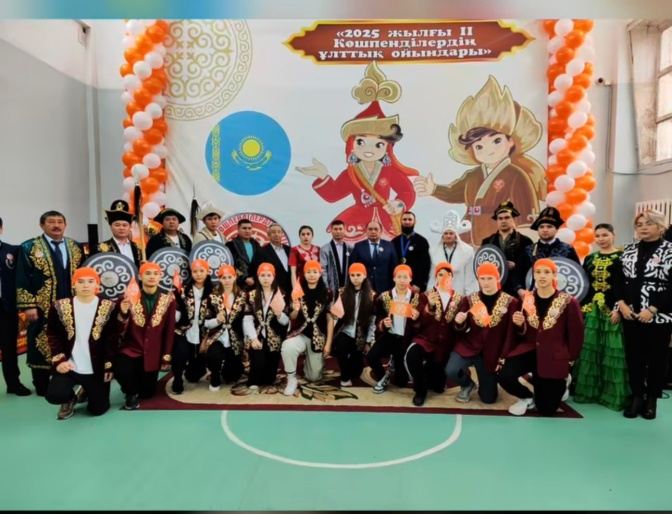 «2025 жылғы II
Көшпенділердің
ұлттық ойындары»